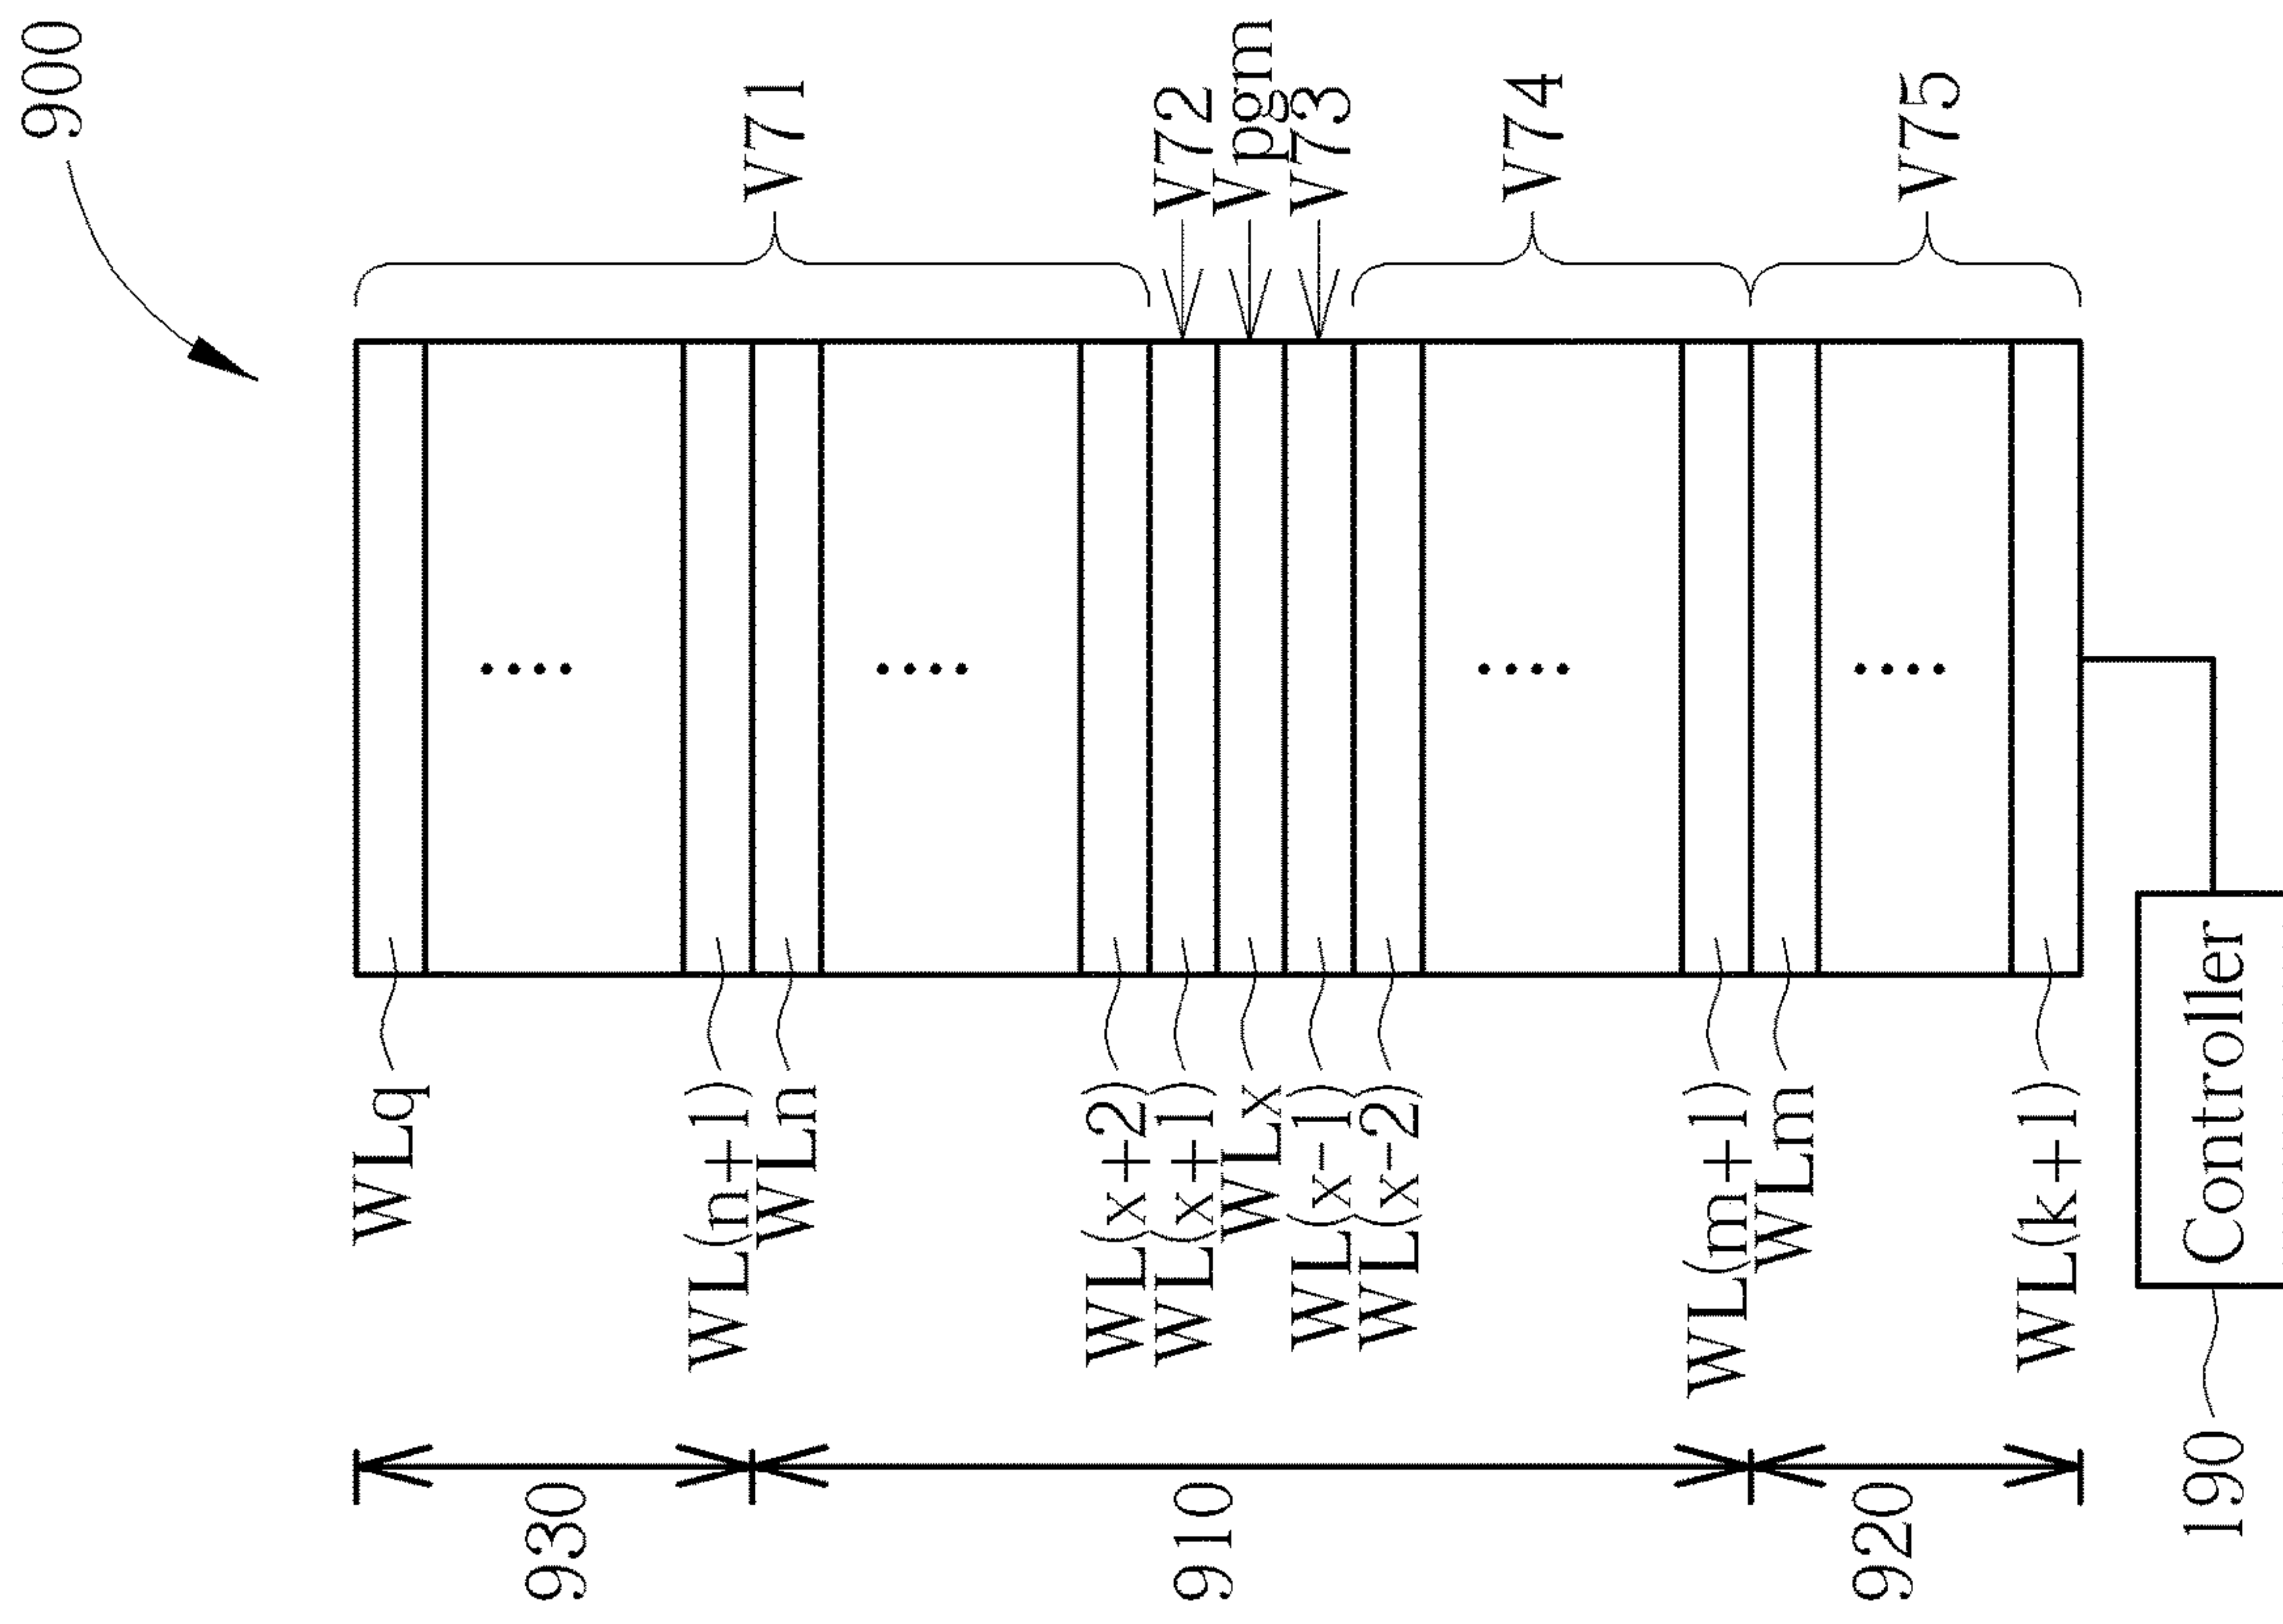 900
WLq
WL(n+1)
WLn
WL(x+2)
WL(x+1)
WLx
WL(x-1)
WL(x-2)
WL(m+1)
WLm
WL(k+1)
V71
V72
Vpgm
V73
V74
V75
930
910
920
Controller
190